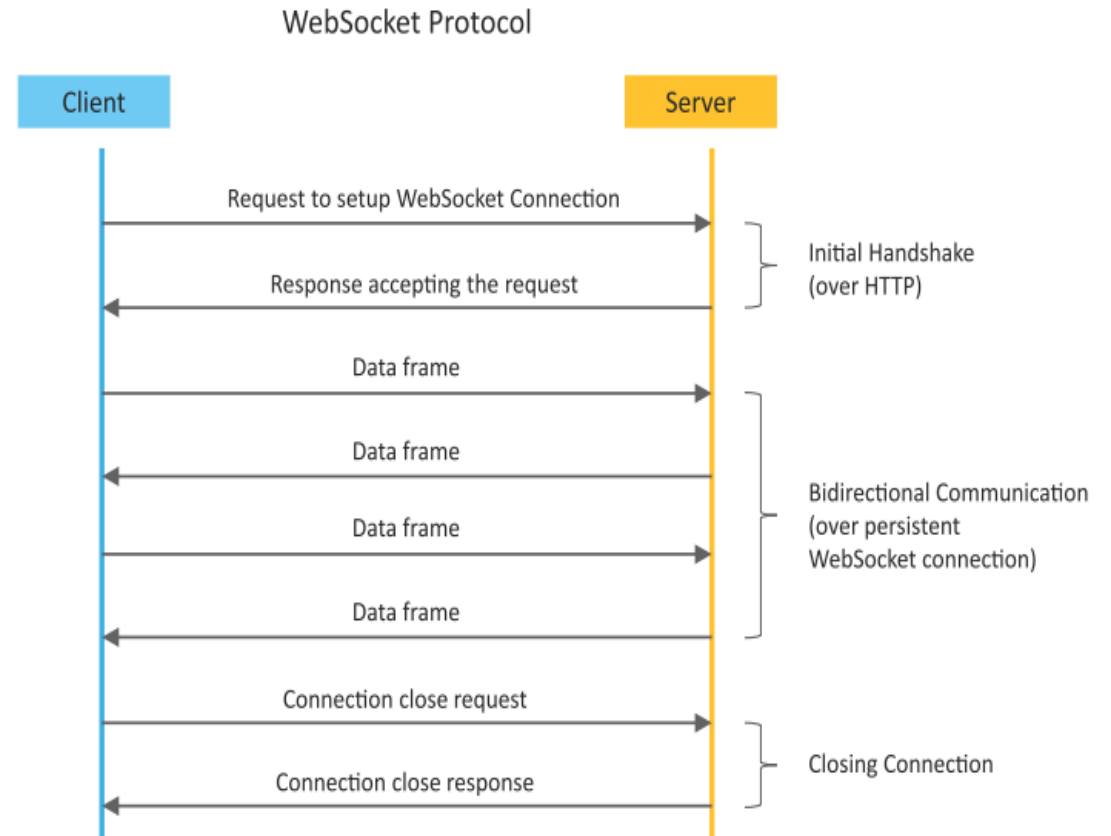 WebSocket Protocol
Client
Server
Request to setup WebSocket Connection
Response accepting the request
Initial Handshake
(over HTTP)
Data frame
Data frame
Data frame
Data frame
Bidirectional Communication
(over persistent
WebSocket connection)
Connection close request
Connection close response
Closing Connection